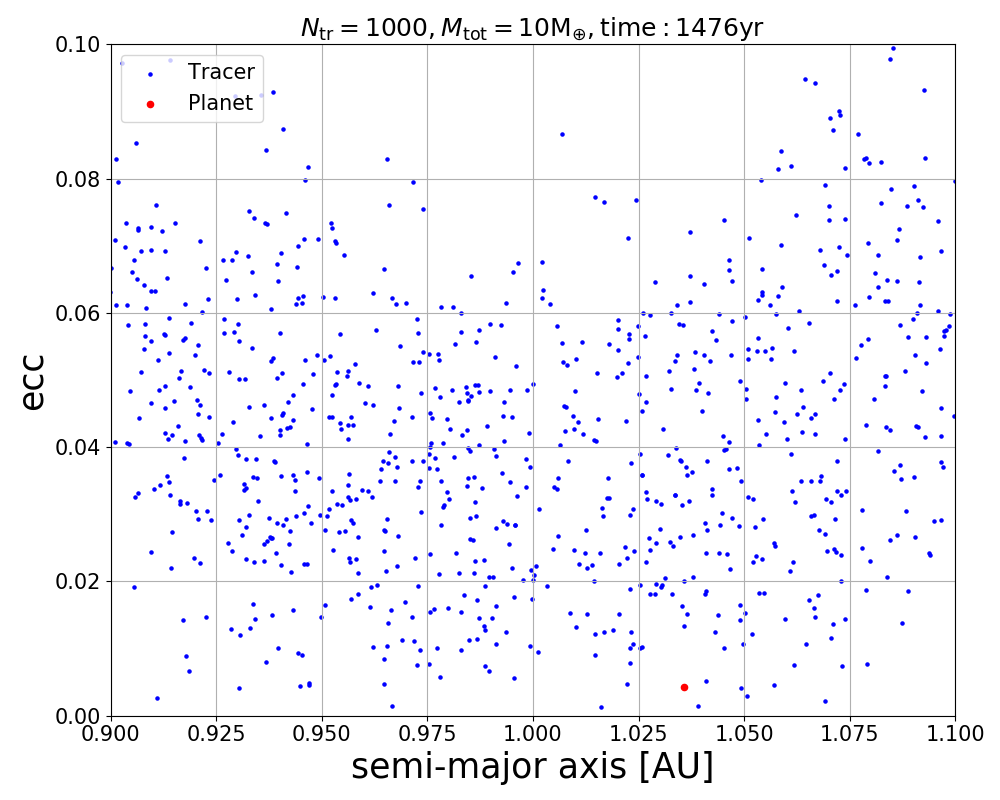 N_tr = 1000, M_tot = 10M_⊕, time : 1476yr
Tracer
Planet
0.10
0.08
0.06
0.04
0.02
0.00
ecc
0.900 0.925 0.950 0.975 1.000 1.025 1.050 1.075 1.100
semi-major axis [AU]